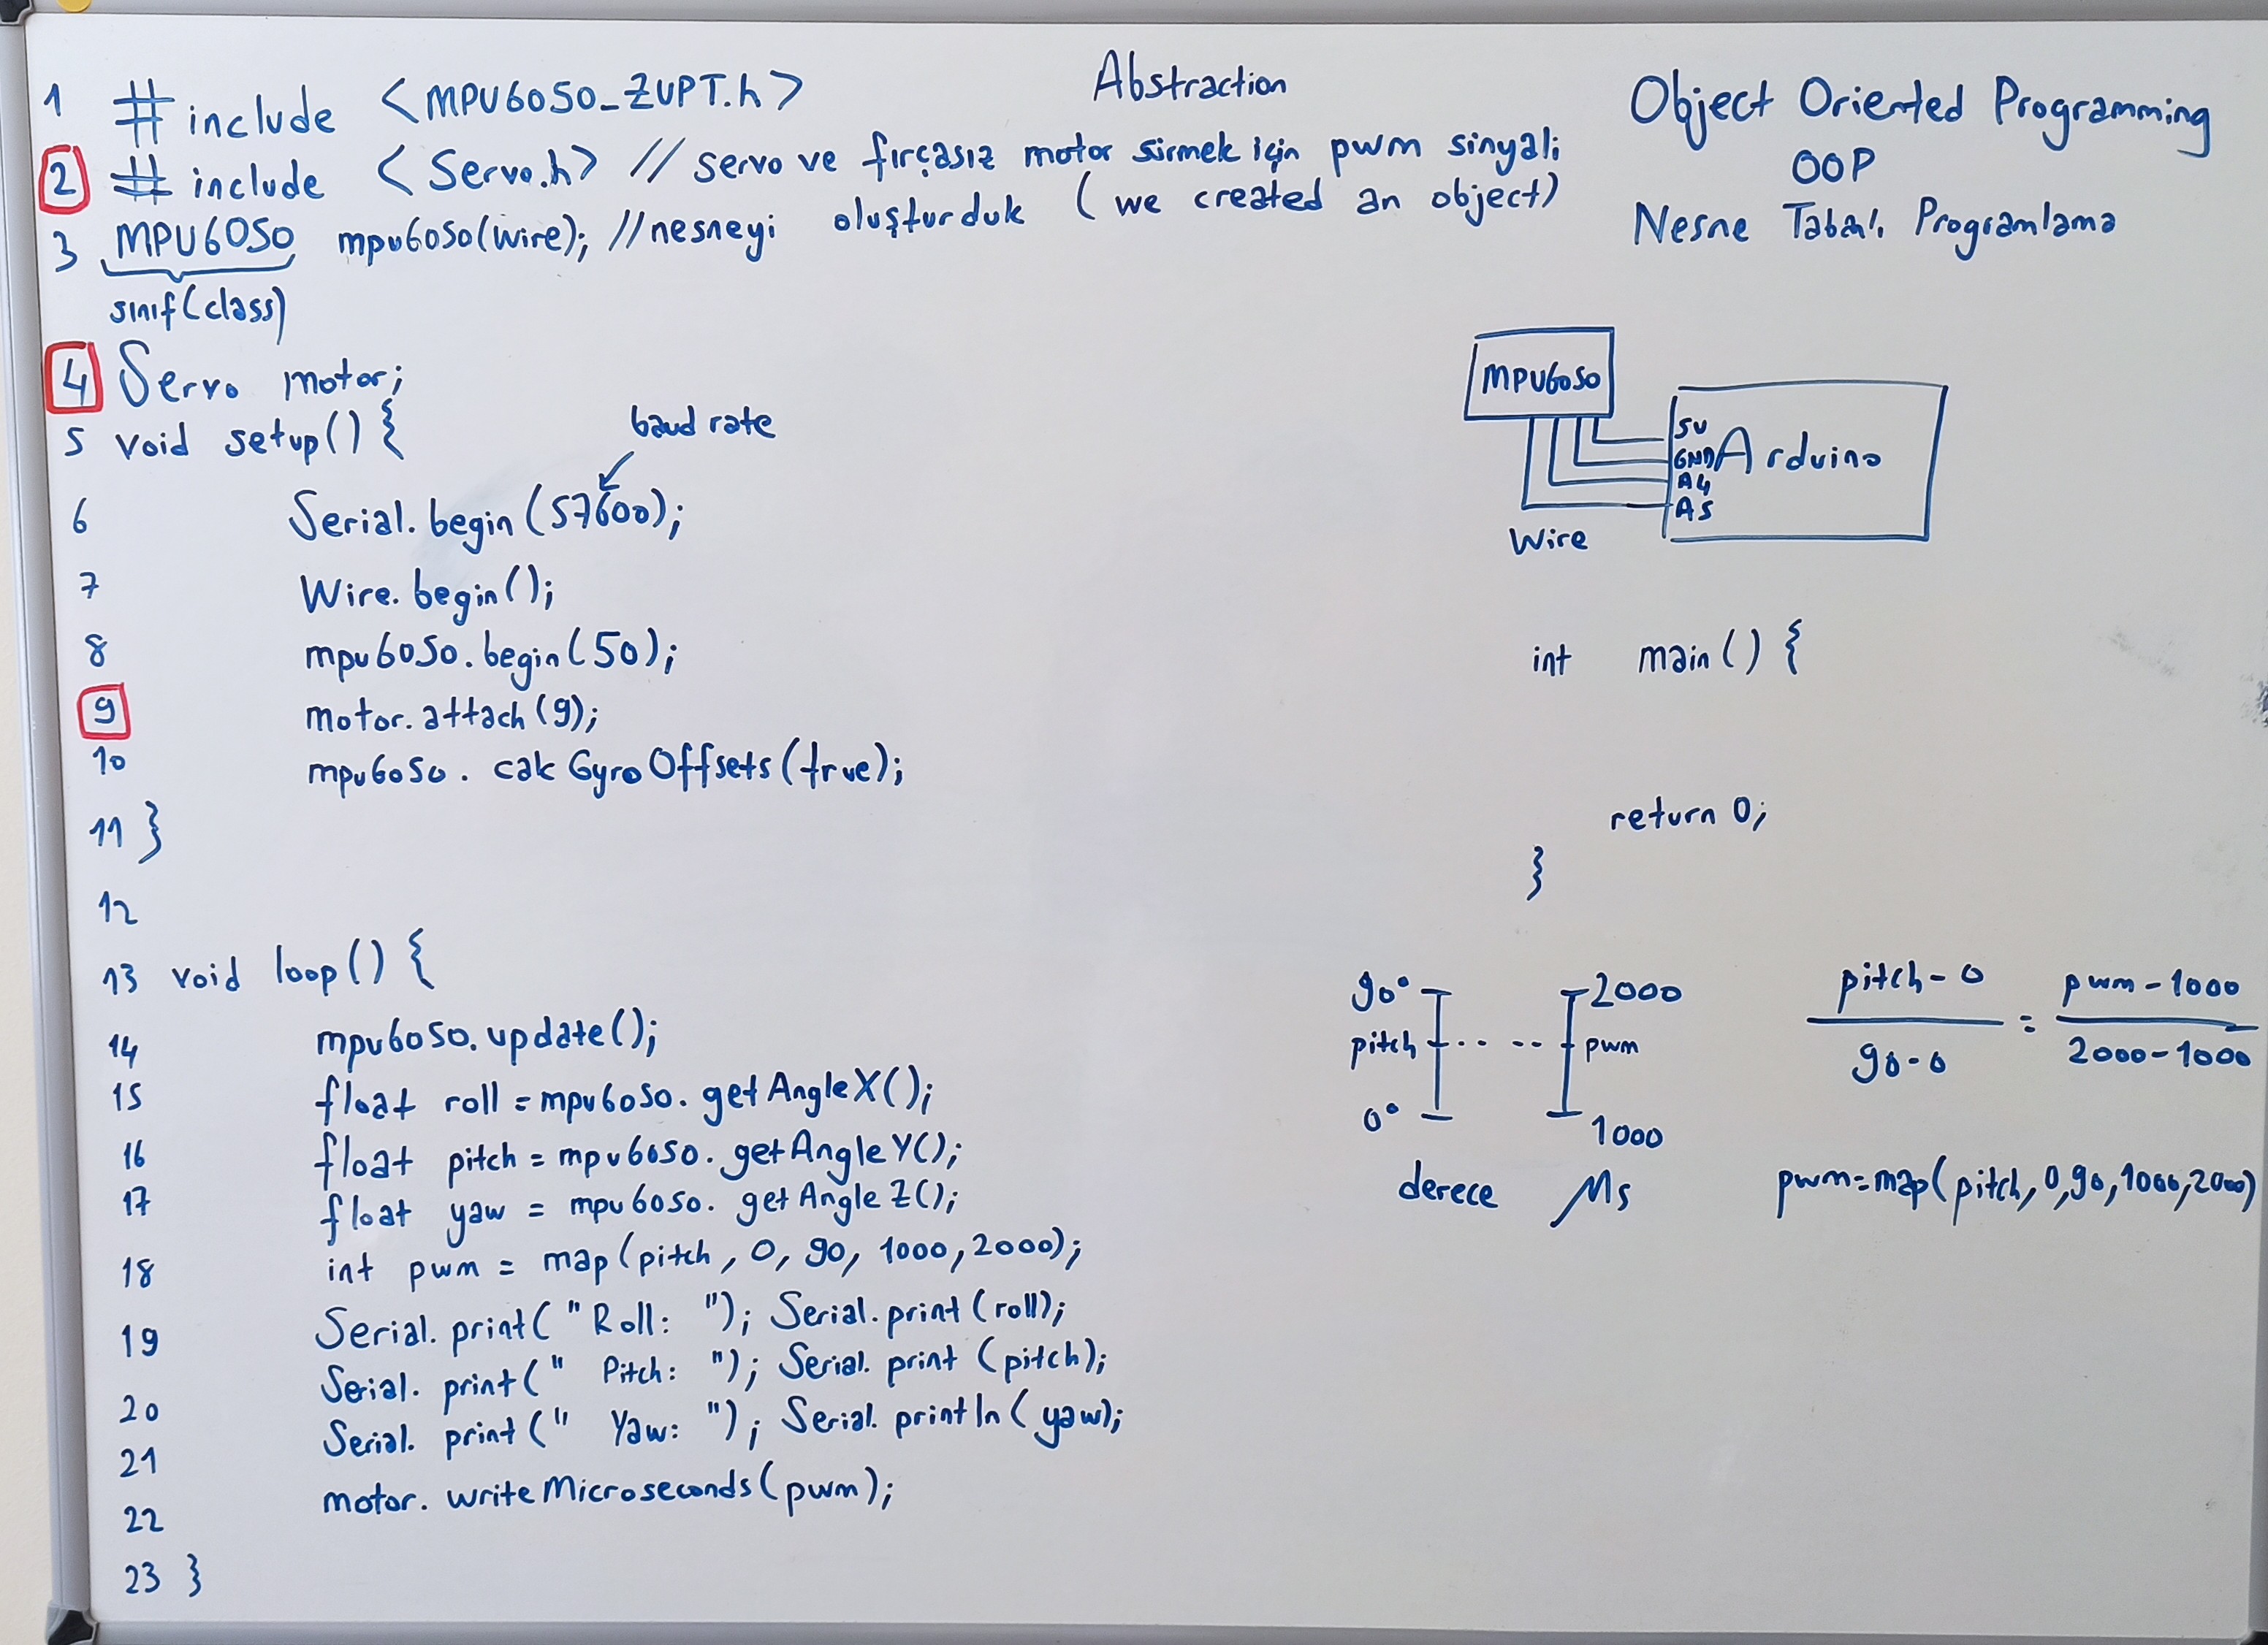 Abstraction
Object Oriented Programming
OOP
Nesne Tabanlı Programlama
1 #include <MPU6050_ZUPT.h>
2 #include <Servo.h> // servo ve fırçasız motor sürmek için pwm sinyali
3 MPU6050 mpu6050(Wire); //nesneyi oluşturduk (we created an object)
sınıf(class)
4 Servo motor;
5 void setup() {
baud rate
6 Serial.begin(57600);
7 Wire.begin();
8 mpu6050.begin(50);
9 motor.attach(9);
10 mpu6050.calcGyroOffsets(true);
11 }
12
13 void loop() {
14 mpu6050.update();
15 float roll = mpu6050.getAngleX();
16 float pitch = mpu6050.getAngleY();
17 float yaw = mpu6050.getAngleZ();
18 int pwm = map(pitch, 0, 90, 1000, 2000);
19 Serial.print("Roll: "); Serial.print(roll);
20 Serial.print(" Pitch: "); Serial.print(pitch);
21 Serial.print(" Yaw: "); Serial.println(yaw);
22 motor.writeMicroseconds(pwm);
23 }
MPU6050
Arduino
5V
GND
A4
A5
Wire
int main() {
return 0;
}
90° 2000
pitch pwm
0° 1000
derece µs
pitch-0 / 90-0 = pwm-1000 / 2000-1000
pwm=map(pitch,0,90,1000,2000)